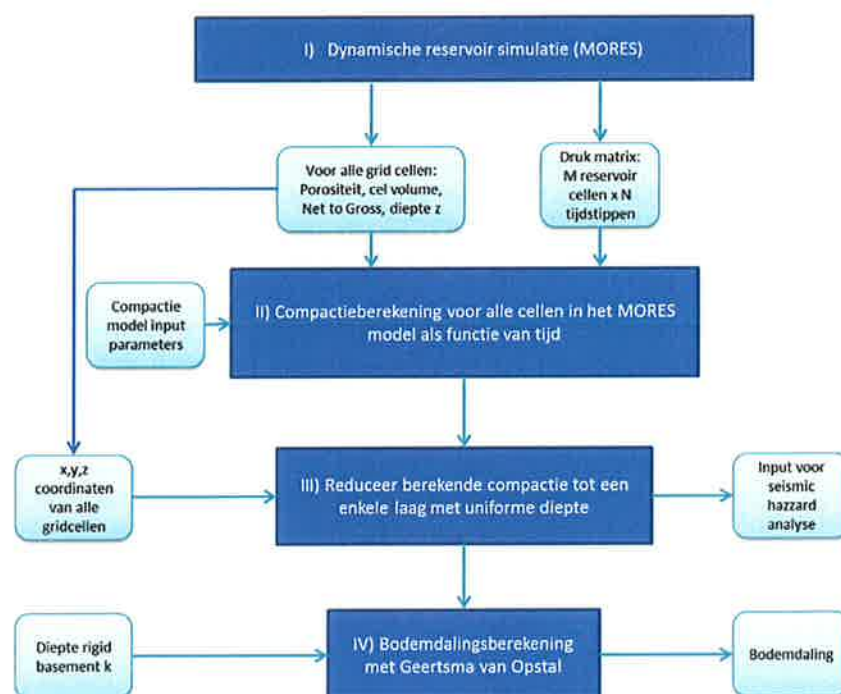 I) Dynamische reservoir simulatie (MORES)
Voor alle grid cellen:
Porositeit, cel volume,
Net to Gross, diepte z
Druk matrix:
M reservoir
cellen x N
tijdstippen
Compactie
model input
parameters
II) Compactieberekening voor alle cellen in het MORES
model als functie van tijd
x,y,z
coordinaten
van alle
gridcellen
III) Reduceer berekende compactie tot een
enkele laag met uniforme diepte
Input voor
seismic
hazzard
analyse
Diepte rigid
basement k
IV) Bodemdalingsberekening
met Geertsma van Opstal
Bodemdaling